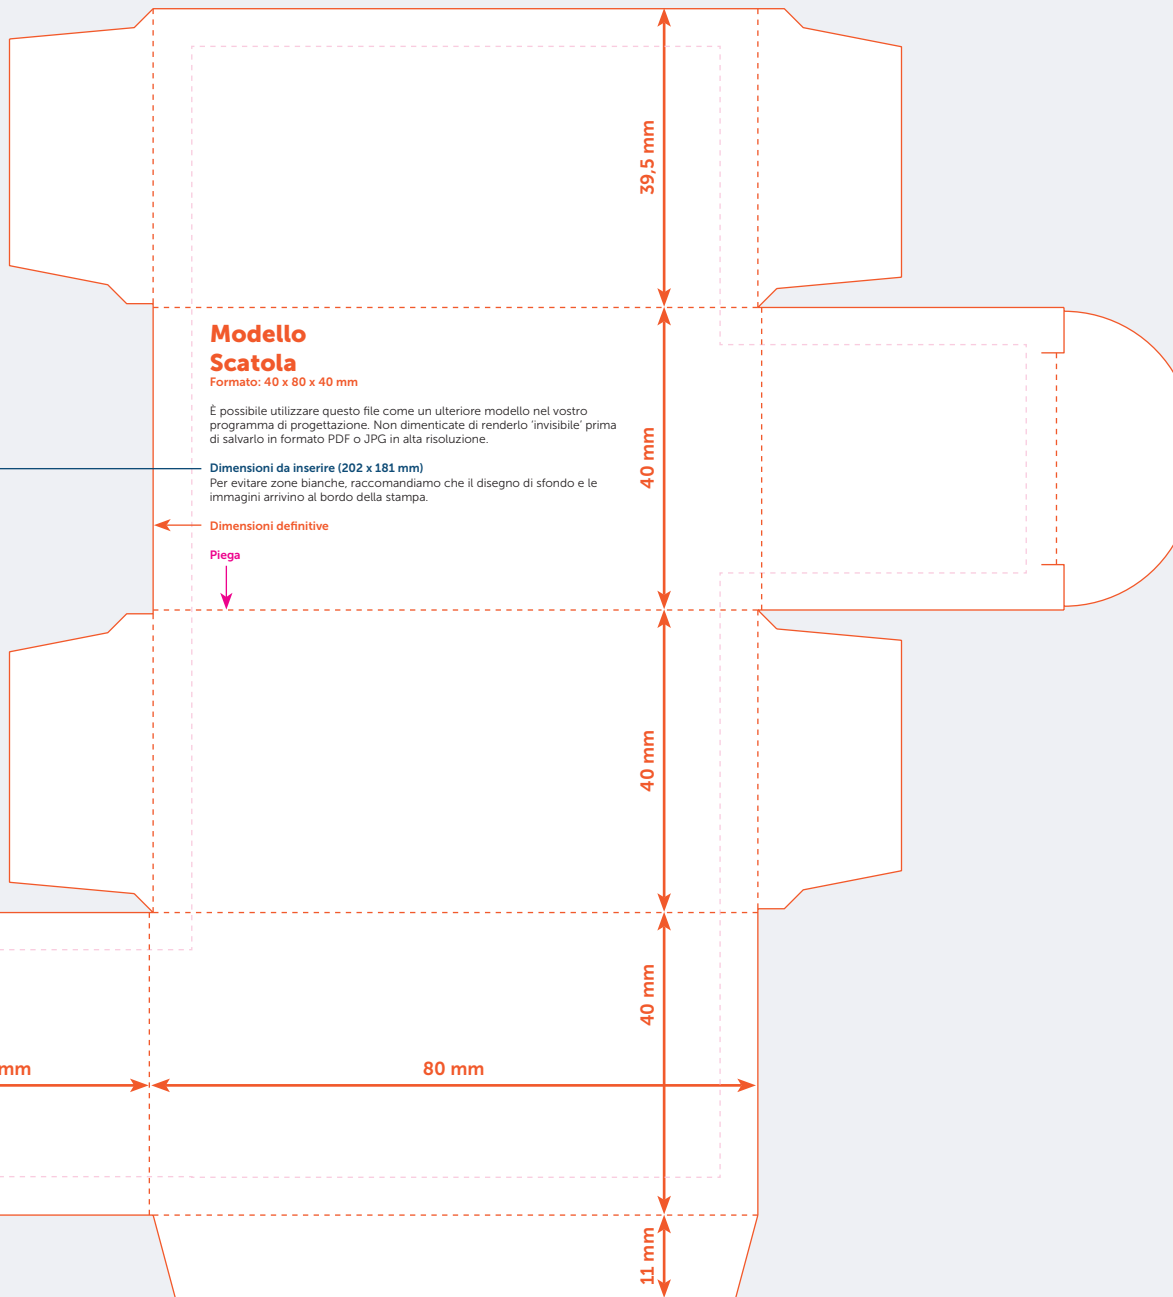 39,5 mm
Modello
Scatola
Formato: 40 x 80 x 40 mm
È possibile utilizzare questo file come un ulteriore modello nel vostro
programma di progettazione. Non dimenticate di renderlo ‘invisibile’ prima
di salvarlo in formato PDF o JPG in alta risoluzione.
40 mm
Dimensioni da inserire (202 x 181 mm)
Per evitare zone bianche, raccomandiamo che il disegno di sfondo e le
immagini arrivino al bordo della stampa.
Dimensioni definitive
Piega
40 mm
40 mm
mm
80 mm
11 mm